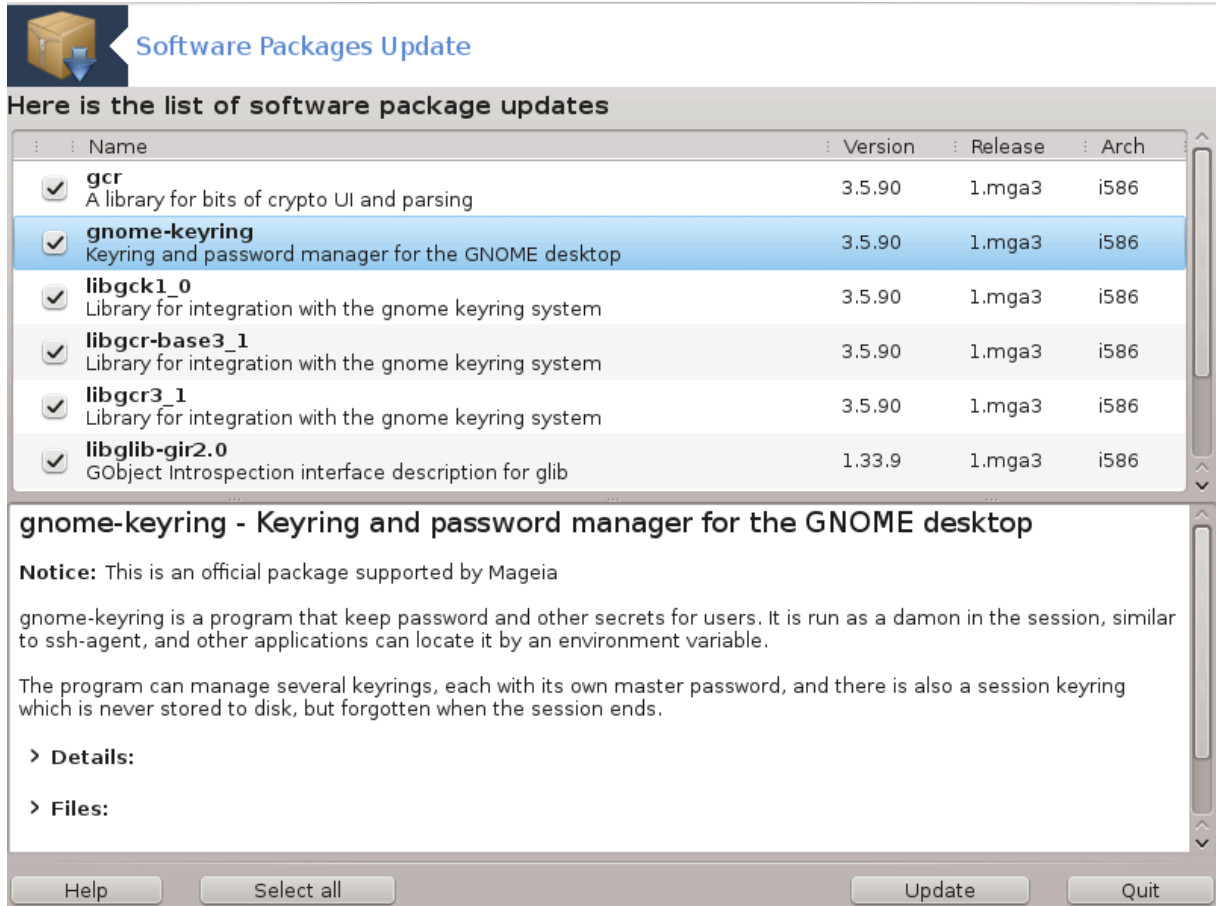 Software Packages Update
Here is the list of software package updates
Name Version Release Arch
gcr
A library for bits of crypto UI and parsing 3.5.90 1.mga3 i586
gnome-keyring
Keyring and password manager for the GNOME desktop 3.5.90 1.mga3 i586
libgck1_0
Library for integration with the gnome keyring system 3.5.90 1.mga3 i586
libgcr-base3_1
Library for integration with the gnome keyring system 3.5.90 1.mga3 i586
libgcr3_1
Library for integration with the gnome keyring system 3.5.90 1.mga3 i586
libglib-gir2.0
GObject Introspection interface description for glib 1.33.9 1.mga3 i586
gnome-keyring - Keyring and password manager for the GNOME desktop
Notice: This is an official package supported by Mageia
gnome-keyring is a program that keep password and other secrets for users. It is run as a damon in the session, similar
to ssh-agent, and other applications can locate it by an environment variable.
The program can manage several keyrings, each with its own master password, and there is also a session keyring
which is never stored to disk, but forgotten when the session ends.
Details:
Files:
Help Select all Update Quit